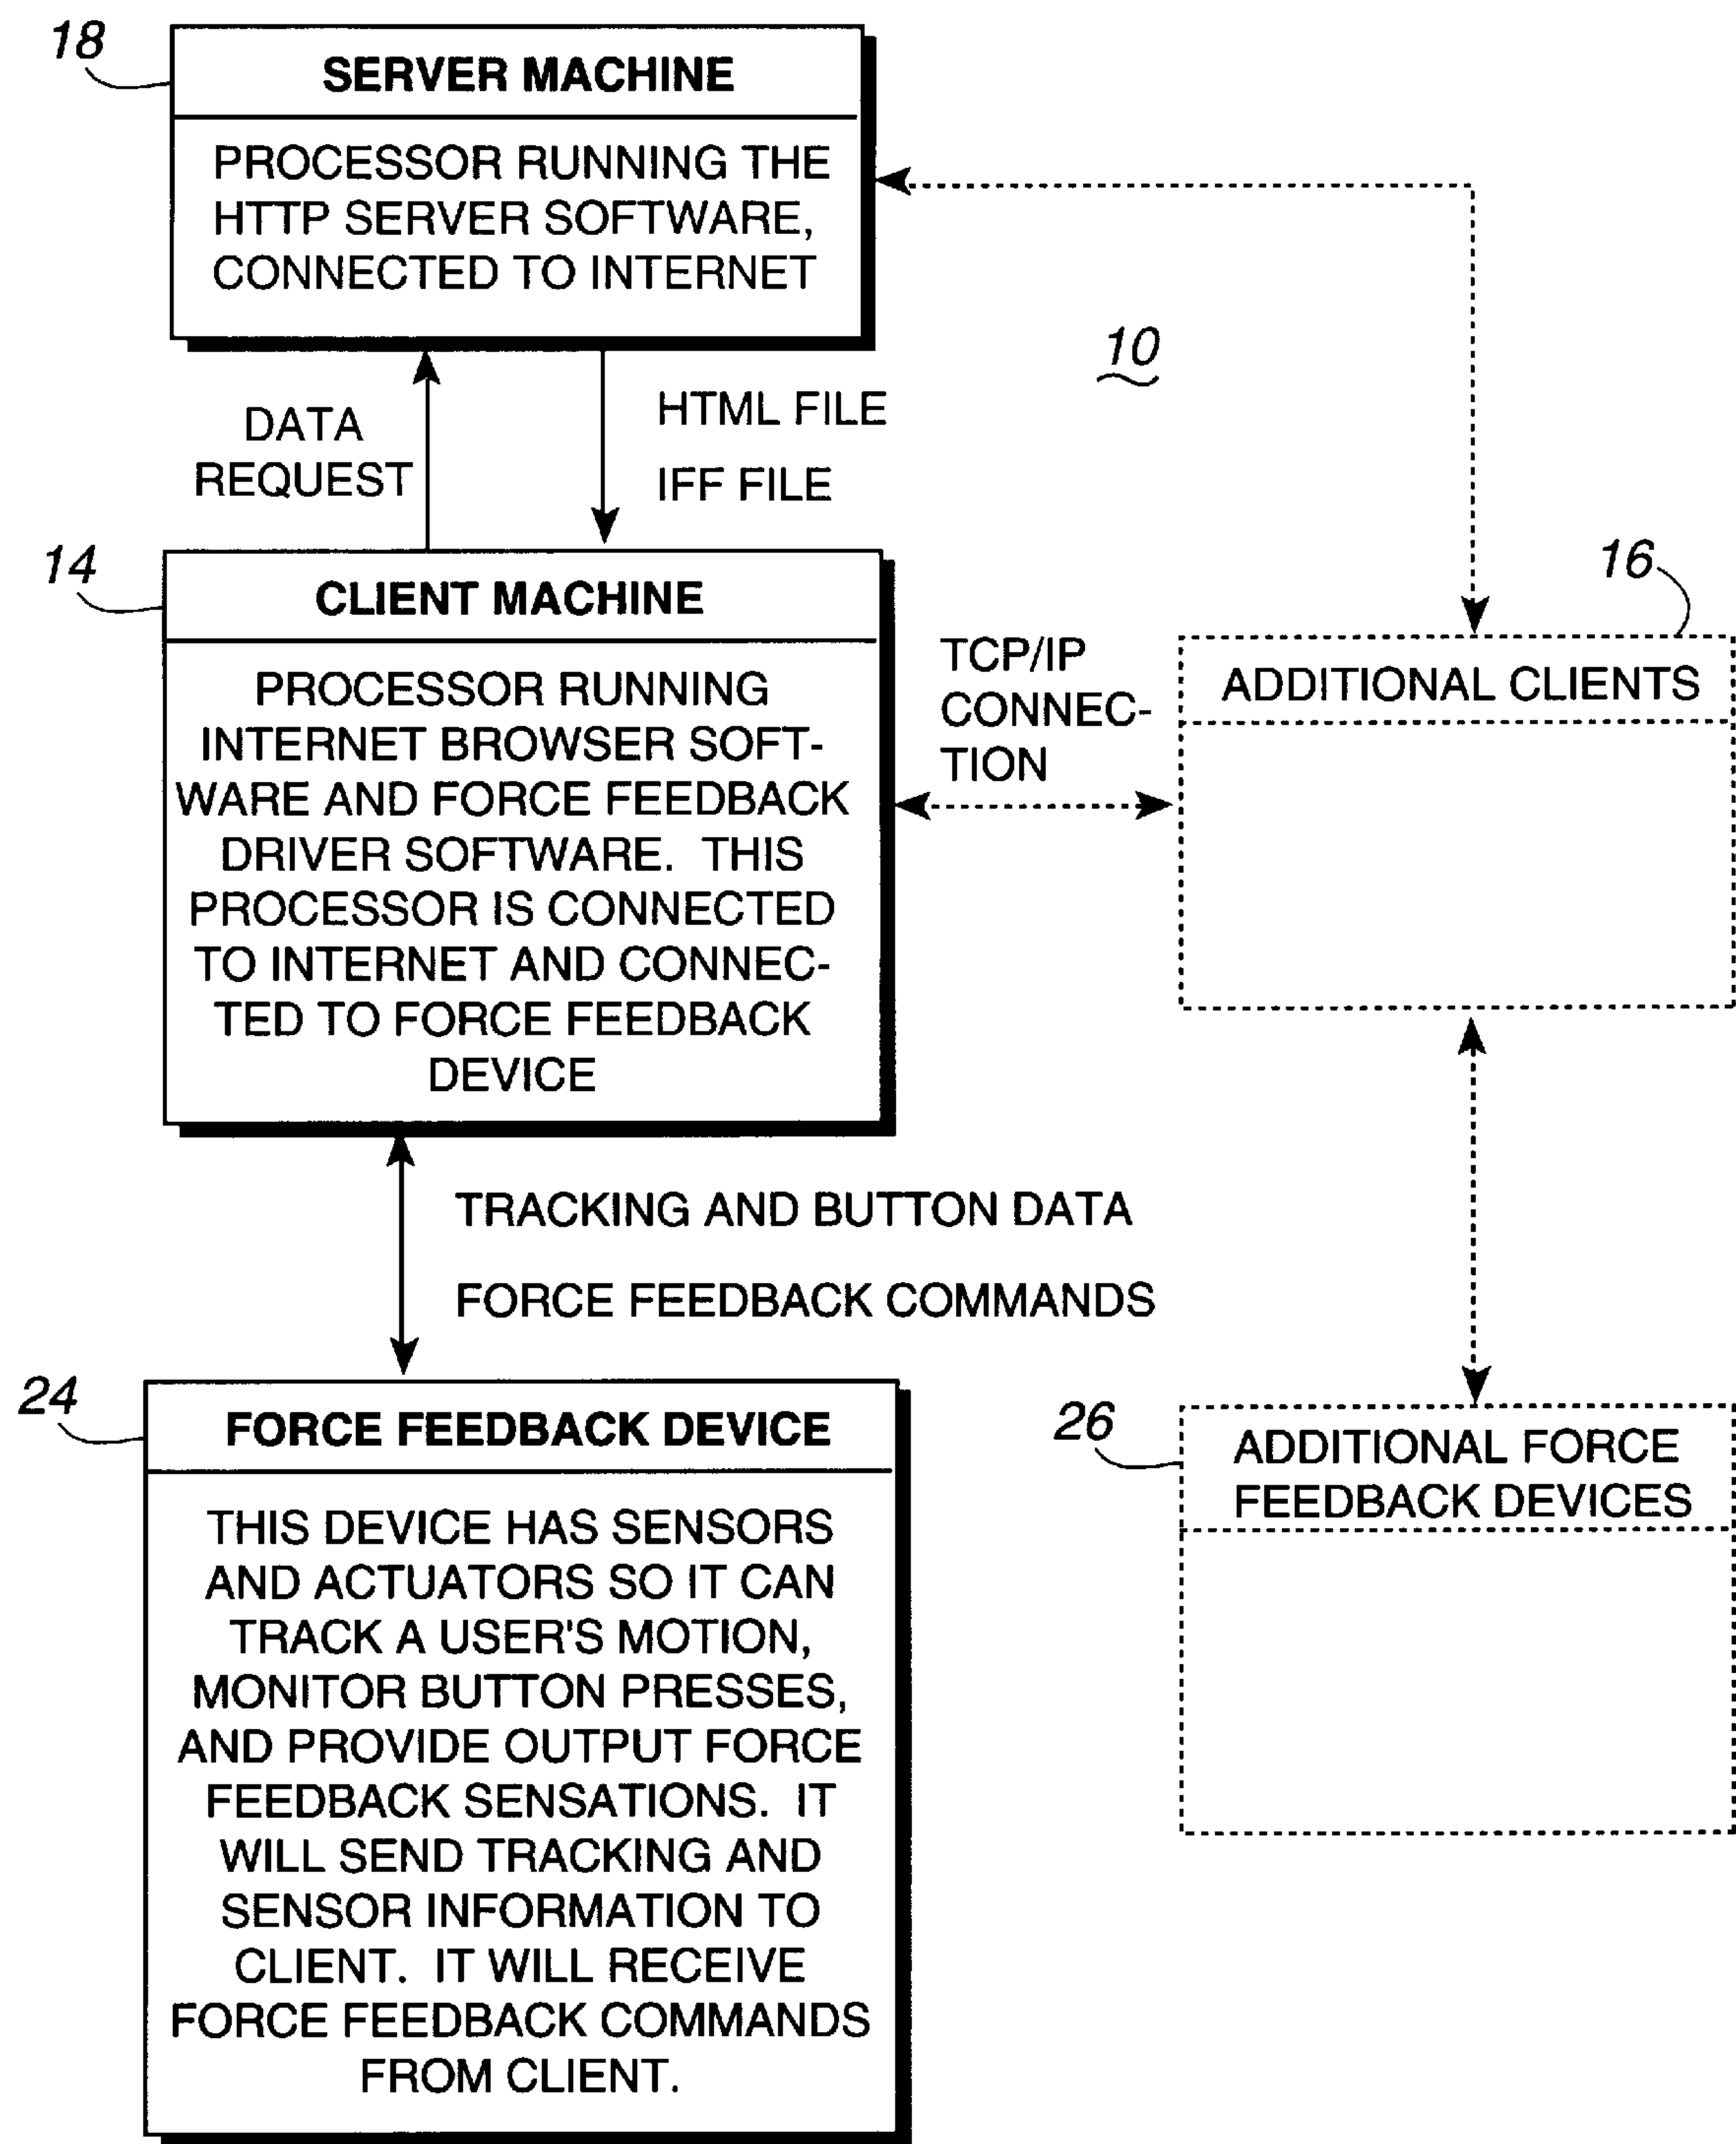 18
SERVER MACHINE
PROCESSOR RUNNING THE
HTTP SERVER SOFTWARE,
CONNECTED TO INTERNET
10
DATA
REQUEST
HTML FILE
IFF FILE
14
CLIENT MACHINE
PROCESSOR RUNNING
INTERNET BROWSER SOFT-
WARE AND FORCE FEEDBACK
DRIVER SOFTWARE. THIS
PROCESSOR IS CONNECTED
TO INTERNET AND CONNEC-
TED TO FORCE FEEDBACK
DEVICE
TCP/IP
CONNEC-
TION
16
ADDITIONAL CLIENTS
TRACKING AND BUTTON DATA
FORCE FEEDBACK COMMANDS
24
FORCE FEEDBACK DEVICE
THIS DEVICE HAS SENSORS
AND ACTUATORS SO IT CAN
TRACK A USER'S MOTION,
MONITOR BUTTON PRESSES,
AND PROVIDE OUTPUT FORCE
FEEDBACK SENSATIONS. IT
WILL SEND TRACKING AND
SENSOR INFORMATION TO
CLIENT. IT WILL RECEIVE
FORCE FEEDBACK COMMANDS
FROM CLIENT.
26
ADDITIONAL FORCE
FEEDBACK DEVICES